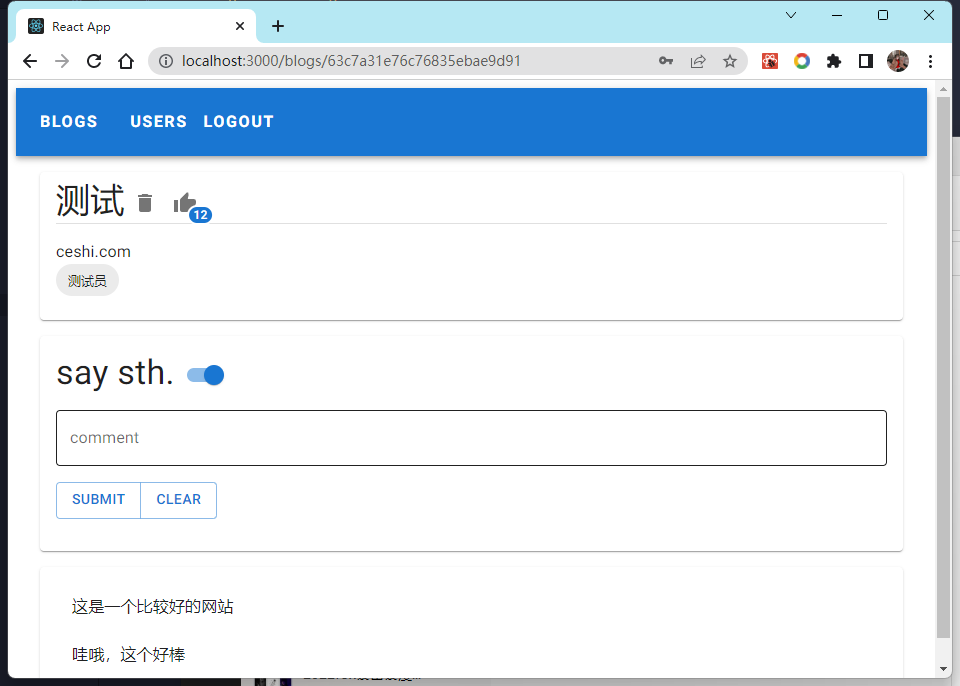 React App
localhost:3000/blogs/63c7a31e76c76835ebae9d91
BLOGS USERS LOGOUT
测试 12
ceshi.com
测试员
say sth.
comment
SUBMIT CLEAR
这是一个比较好的网站
哇哦，这个好棒